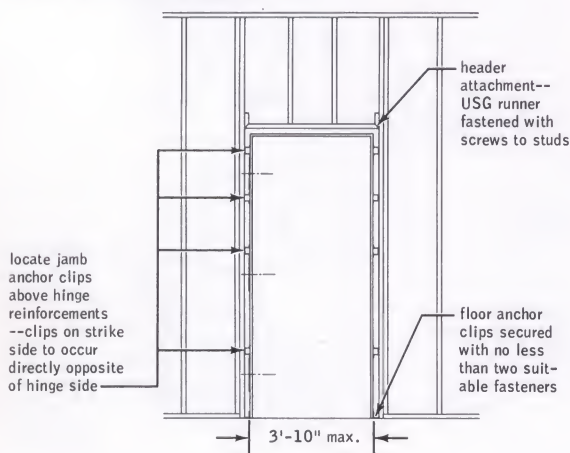 header
attachment--
USG runner
fastened with
screws to studs
locate jamb
anchor clips
above hinge
reinforcements
--clips on strike
side to occur
directly opposite
of hinge side
floor anchor
clips secured
with no less
than two suit-
able fasteners
3'-10" max.